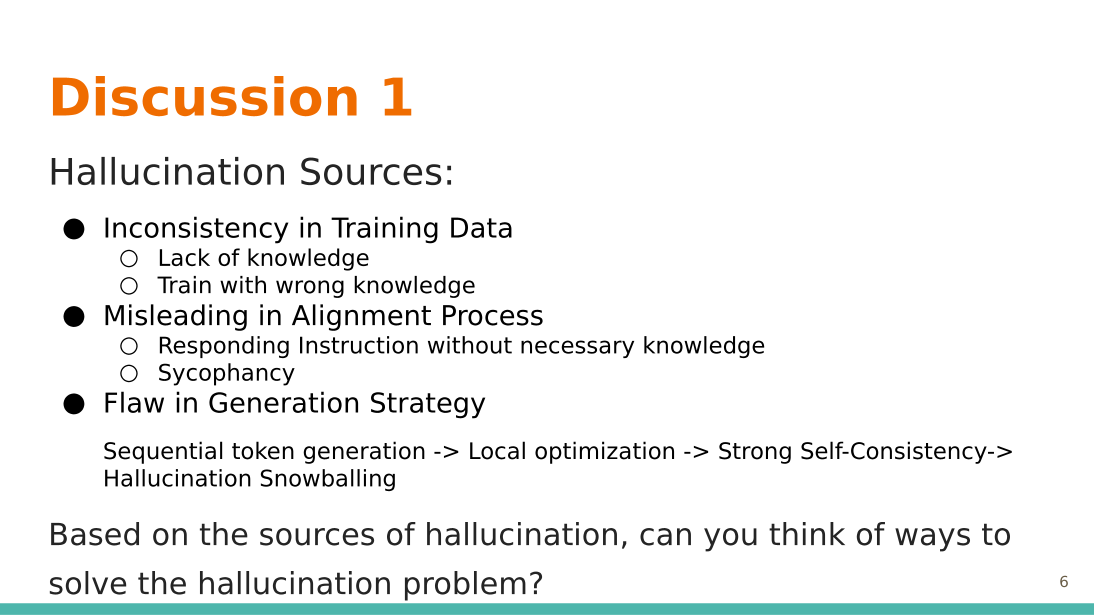 Discussion 1
Hallucination Sources:
● Inconsistency in Training Data
○ Lack of knowledge
○ Train with wrong knowledge
● Misleading in Alignment Process
○ Responding Instruction without necessary knowledge
○ Sycophancy
● Flaw in Generation Strategy
Sequential token generation -> Local optimization -> Strong Self-Consistency->
Hallucination Snowballing
Based on the sources of hallucination, can you think of ways to
solve the hallucination problem?
6